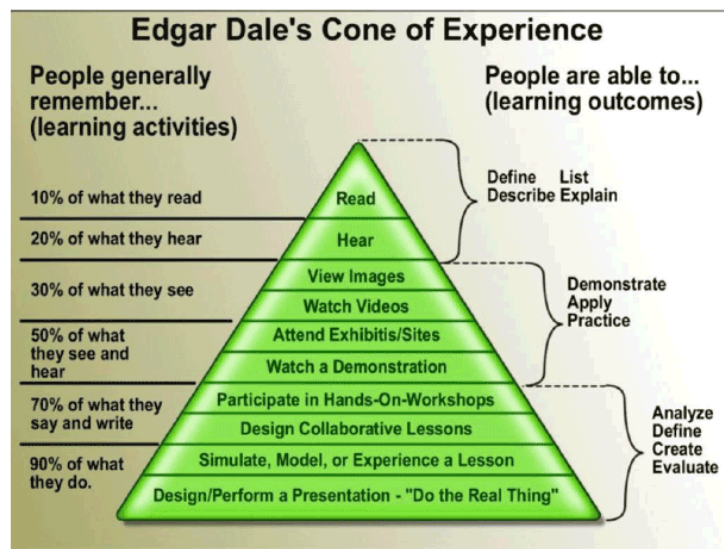 Edgar Dale's Cone of Experience
People generally
remember...
(learning activities)
People are able to...
(learning outcomes)
10% of what they read
20% of what they hear
30% of what they see
50% of what
they see and
hear
70% of what they
say and write
90% of what
they do.
Read
Hear
View Images
Watch Videos
Attend Exhibitis/Sites
Watch a Demonstration
Participate in Hands-On-Workshops
Design Collaborative Lessons
Simulate, Model, or Experience a Lesson
Design/Perform a Presentation - "Do the Real Thing"
Define List
Describe Explain
Demonstrate
Apply
Practice
Analyze
Define
Create
Evaluate